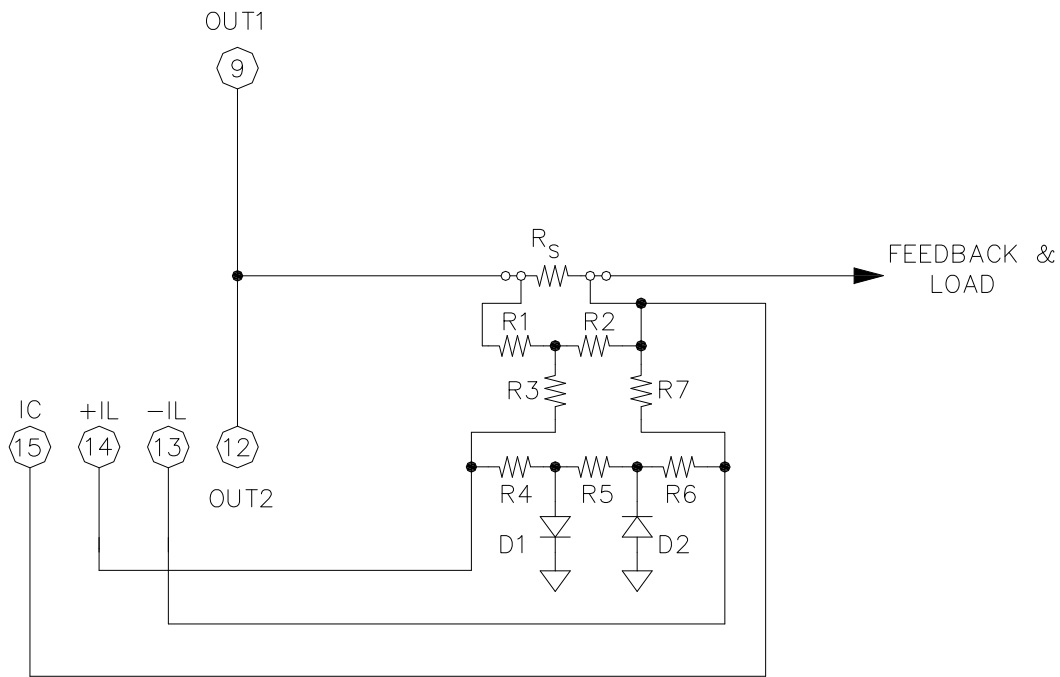 OUT1
9
RS
FEEDBACK &
LOAD
R1
R2
R3
R7
IC
+IL
-IL
15
14
13
12
OUT2
R4
R5
R6
D1
D2